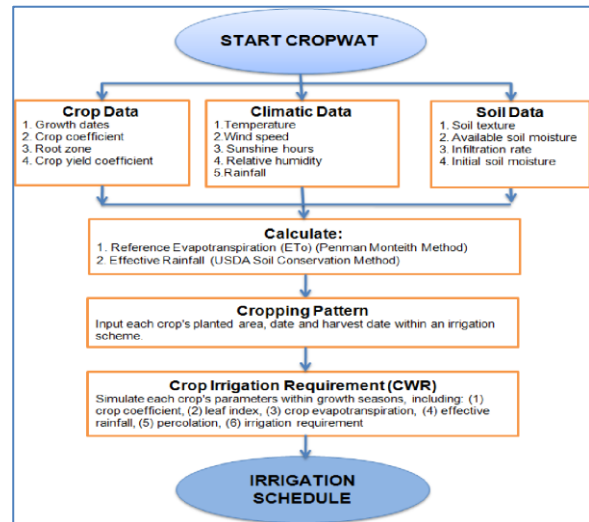 START CROPWAT
Crop Data
1. Growth dates
2. Crop coefficient
3. Root zone
4. Crop yield coefficient
Climatic Data
1.Temperature
2.Wind speed
3. Sunshine hours
4. Relative humidity
5.Rainfall
Soil Data
1. Soil texture
2. Available soil moisture
3. Infiltration rate
4. Initial soil moisture
Calculate:
1. Reference Evapotranspiration (ETo) (Penman Monteith Method)
2. Effective Rainfall (USDA Soil Conservation Method)
Cropping Pattern
Input each crop's planted area, date and harvest date within an irrigation
scheme.
Crop Irrigation Requirement (CWR)
Simulate each crop's parameters within growth seasons, including: (1)
crop coefficient, (2) leaf index, (3) crop evapotranspiration, (4) effective
rainfall, (5) percolation, (6) irrigation requirement
IRRIGATION
SCHEDULE